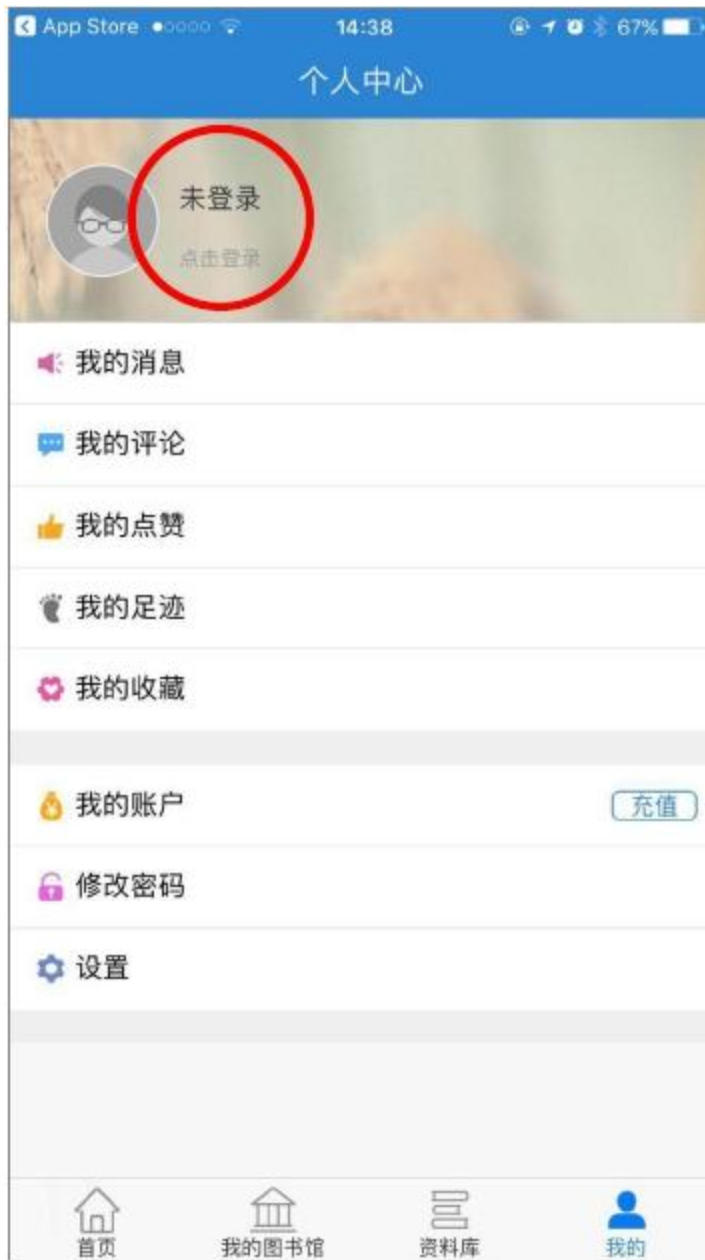 App Store 14:38 67%
个人中心
未登录
点击登录
我的消息
我的评论
我的点赞
我的足迹
我的收藏
我的账户 充值
修改密码
设置
首页 我的图书馆 资料库 我的